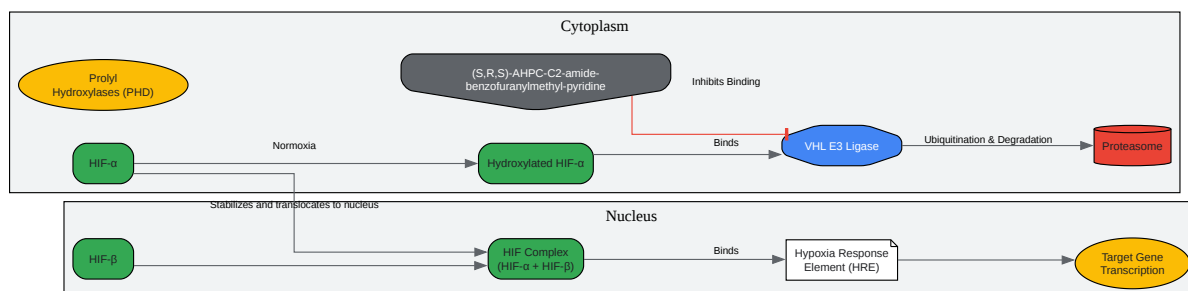 Cytoplasm
Prolyl
Hydroxylases (PHD)
(S,R,S)-AHPC-C2-amide-
benzofuranylmethyl-pyridine
Inhibits Binding
HIF-α
Normoxia
Hydroxylated HIF-α
Binds
VHL E3 Ligase
Ubiquitination & Degradation
Proteasome
Stabilizes and translocates to nucleus
Nucleus
HIF-β
HIF Complex
(HIF-α + HIF-β)
Binds
Hypoxia Response
Element (HRE)
Target Gene
Transcription